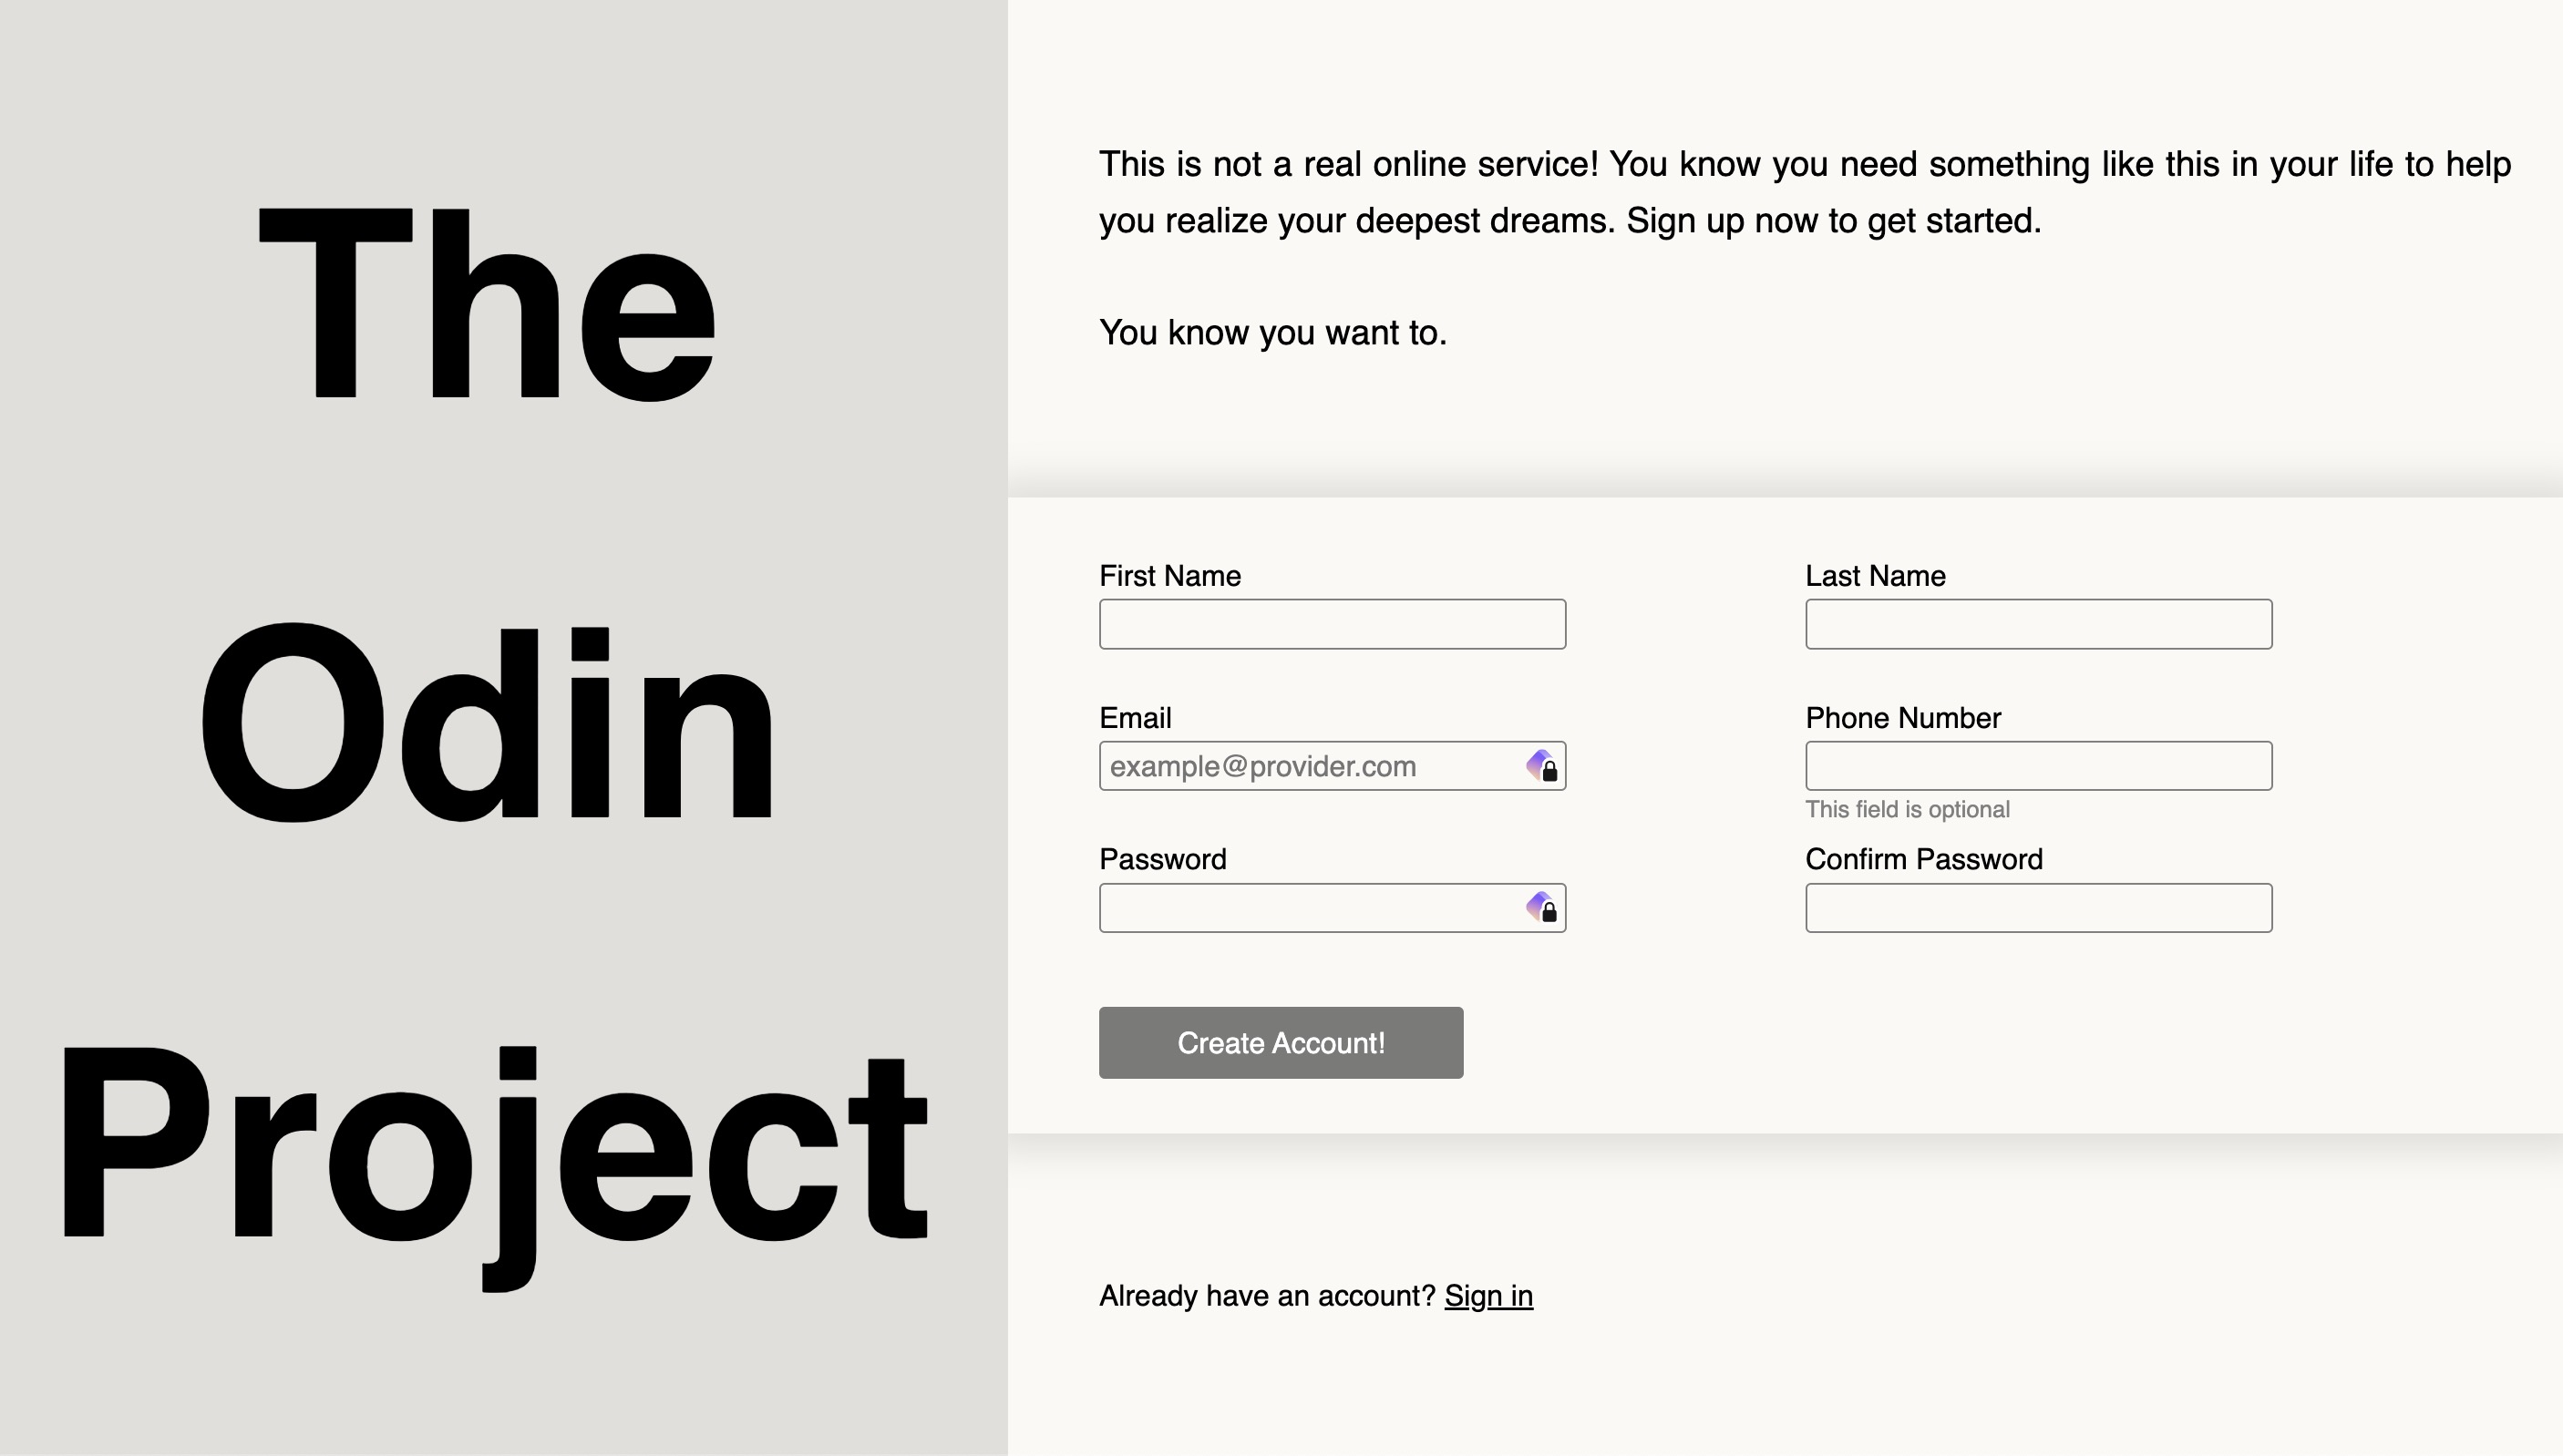 The
Odin
Project
This is not a real online service! You know you need something like this in your life to help
you realize your deepest dreams. Sign up now to get started.
You know you want to.
First Name
Last Name
Email
Phone Number
example@provider.com
This field is optional
Password
Confirm Password
Create Account!
Already have an account? Sign in